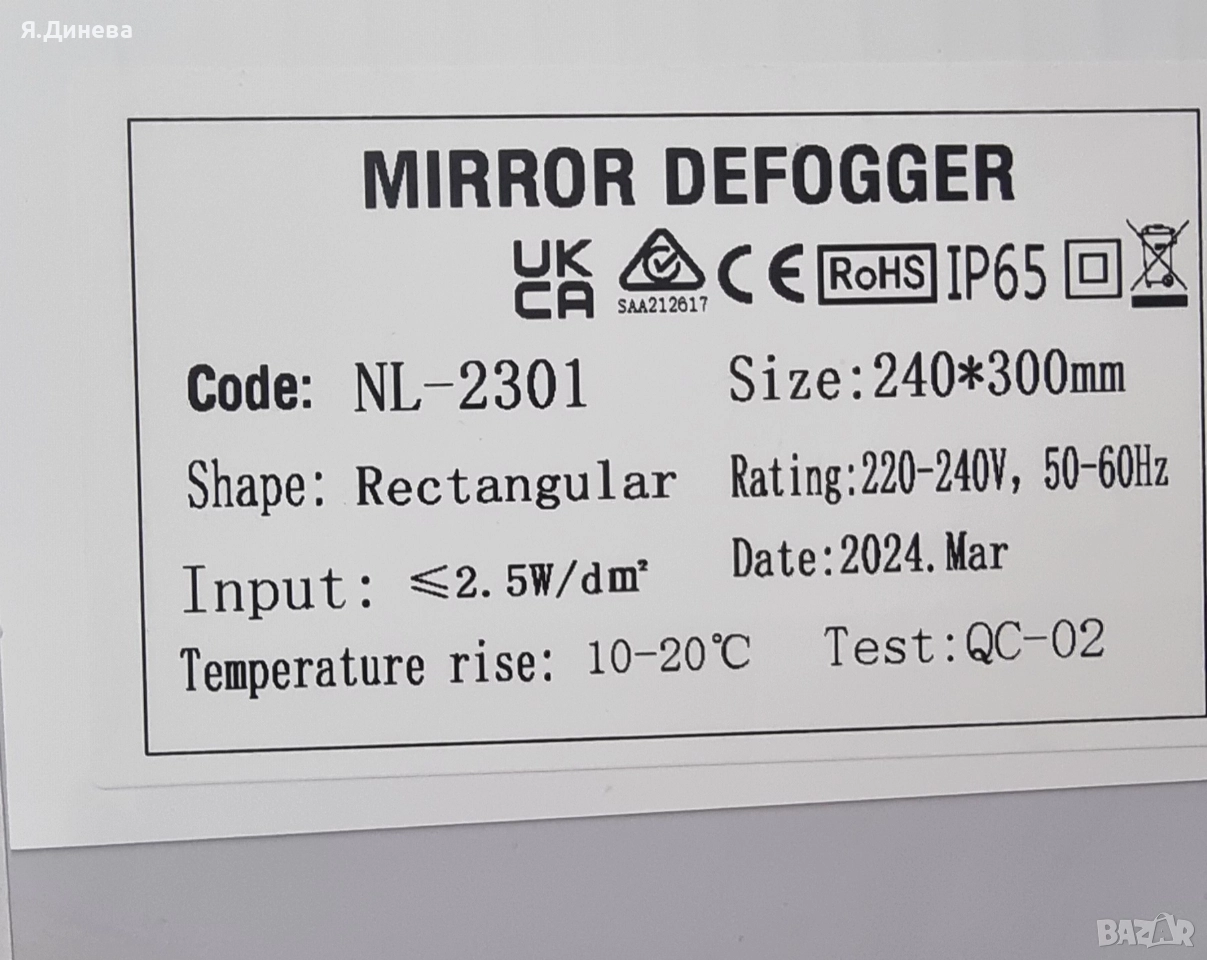 Я.Динева
MIRROR DEFOGGER
UK
CA
SAA212617
CE RoHS IP65
Code: NL-2301
Size:240*300mm
Shape: Rectangular
Rating:220-240V, 50-60Hz
Input: ≤2.5W/dm²
Date:2024.Mar
Temperature rise: 10-20℃
Test:QC-02
BAZAR